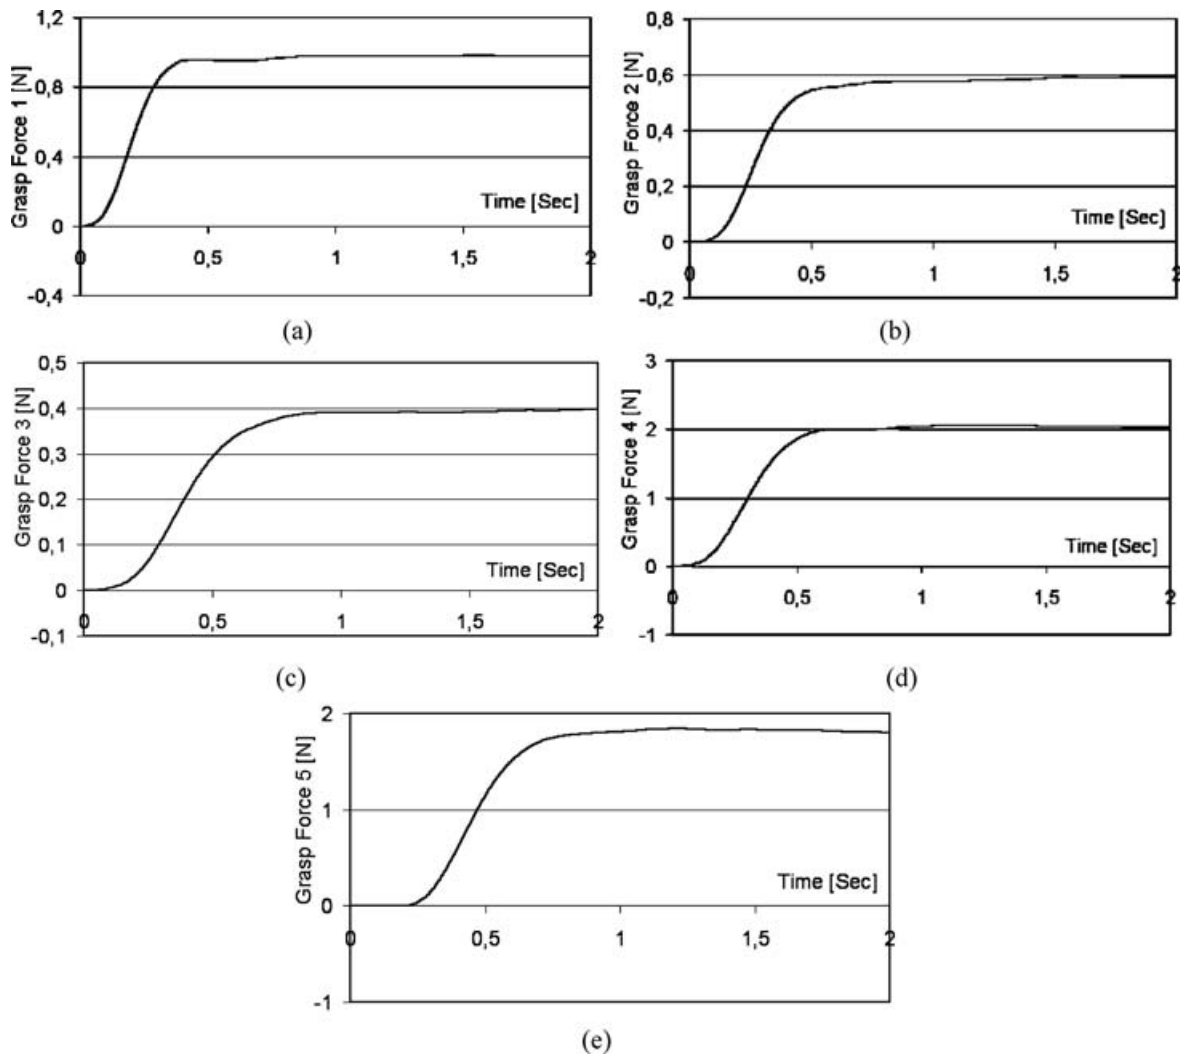 Grasp Force 1 [N]
1,2
0,8
0,4
0
-0,4
Time [Sec]
0 0,5 1 1,5 2
(a)
Grasp Force 2 [N]
0,8
0,6
0,4
0,2
0
-0,2
Time [Sec]
0 0,5 1 1,5 2
(b)
Grasp Force 3 [N]
0,5
0,4
0,3
0,2
0,1
0
-0,1
Time [Sec]
0 0,5 1 1,5 2
(c)
Grasp Force 4 [N]
3
2
1
0
-1
Time [Sec]
0 0,5 1 1,5 2
(d)
Grasp Force 5 [N]
2
1
0
-1
Time [Sec]
0 0,5 1 1,5 2
(e)